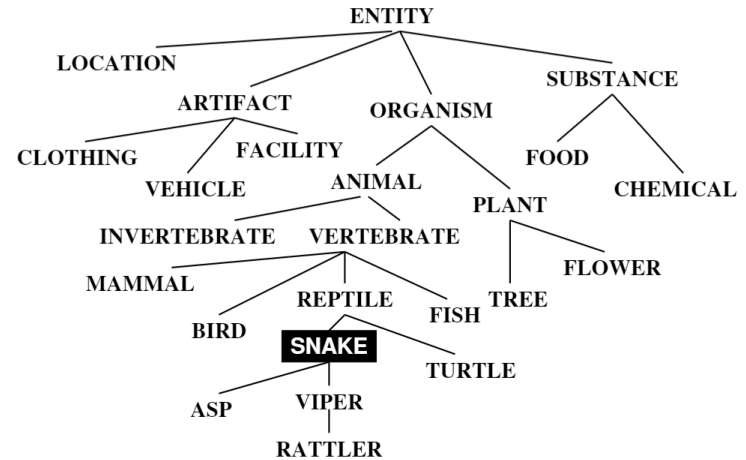 ENTITY
LOCATION
SUBSTANCE
ARTIFACT
ORGANISM
CLOTHING
FACILITY
FOOD
VEHICLE
ANIMAL
CHEMICAL
PLANT
INVERTEBRATE
VERTEBRATE
FLOWER
MAMMAL
REPTILE
TREE
BIRD
FISH
SNAKE
TURTLE
ASP
VIPER
RATTLER